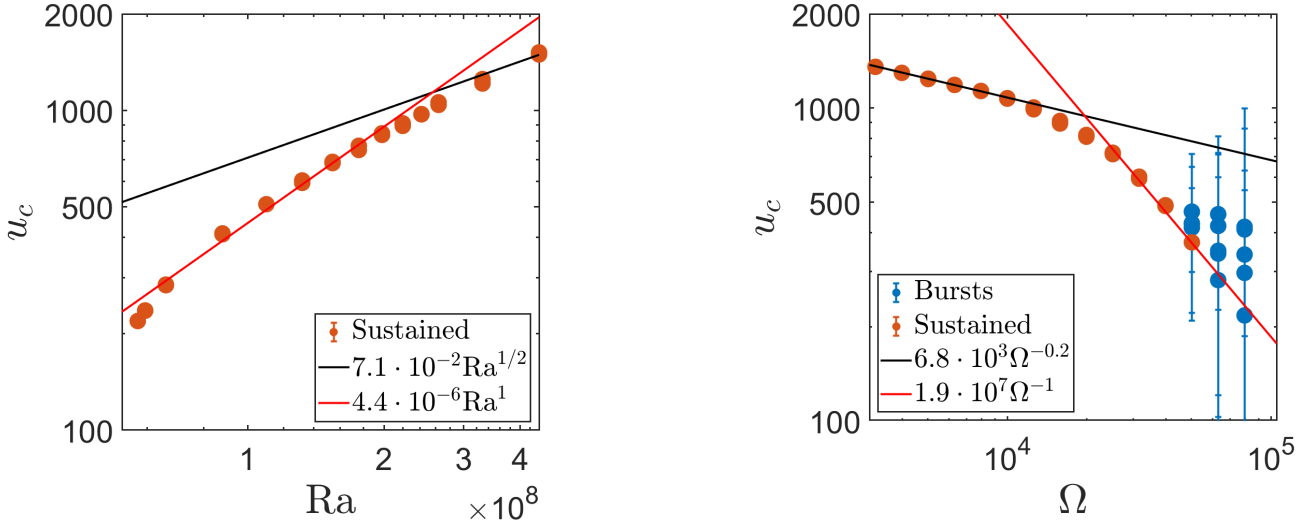 2000
1000
500
100
u_c
1
2
3
4
×10^8
Ra
Sustained
7.1 · 10^{-2}Ra^{1/2}
4.4 · 10^{-6}Ra^1
2000
1000
500
100
u_c
10^4
10^5
Ω
Bursts
Sustained
6.8 · 10^3Ω^{-0.2}
1.9 · 10^7Ω^{-1}